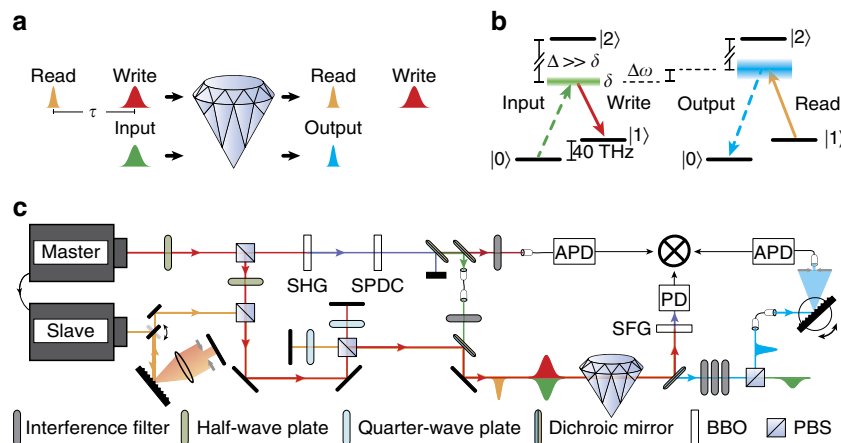 a
Read
Write
τ
Input
Read
Write
Output
b
|2⟩
Δ >> δ
δ
Input
Write
|1⟩
|0⟩
40 THz
Δω
|2⟩
Output
Read
|1⟩
|0⟩
c
Master
Slave
SHG
SPDC
APD
APD
PD
SFG
Interference filter
Half-wave plate
Quarter-wave plate
Dichroic mirror
BBO
PBS